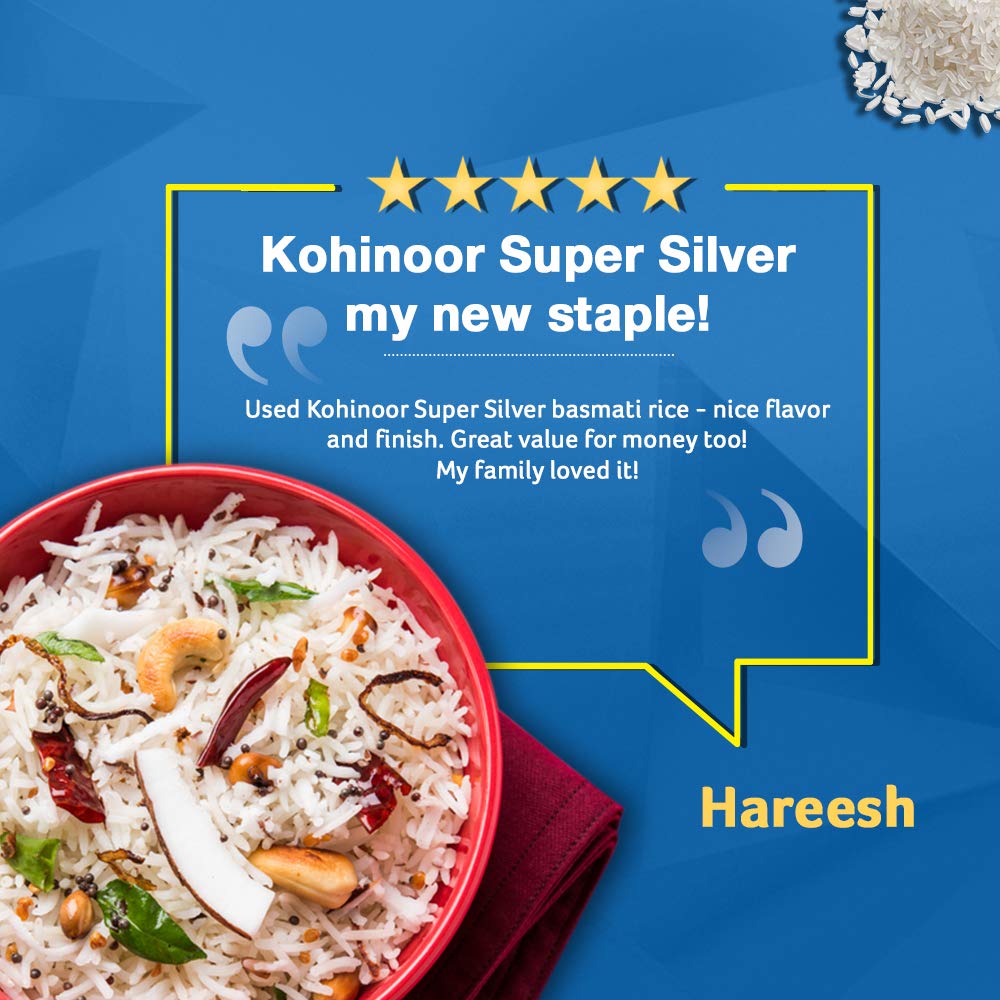 Kohinoor Super Silver
my new staple!
Used Kohinoor Super Silver basmati rice - nice flavor
and finish. Great value for money too!
My family loved it!
Hareesh